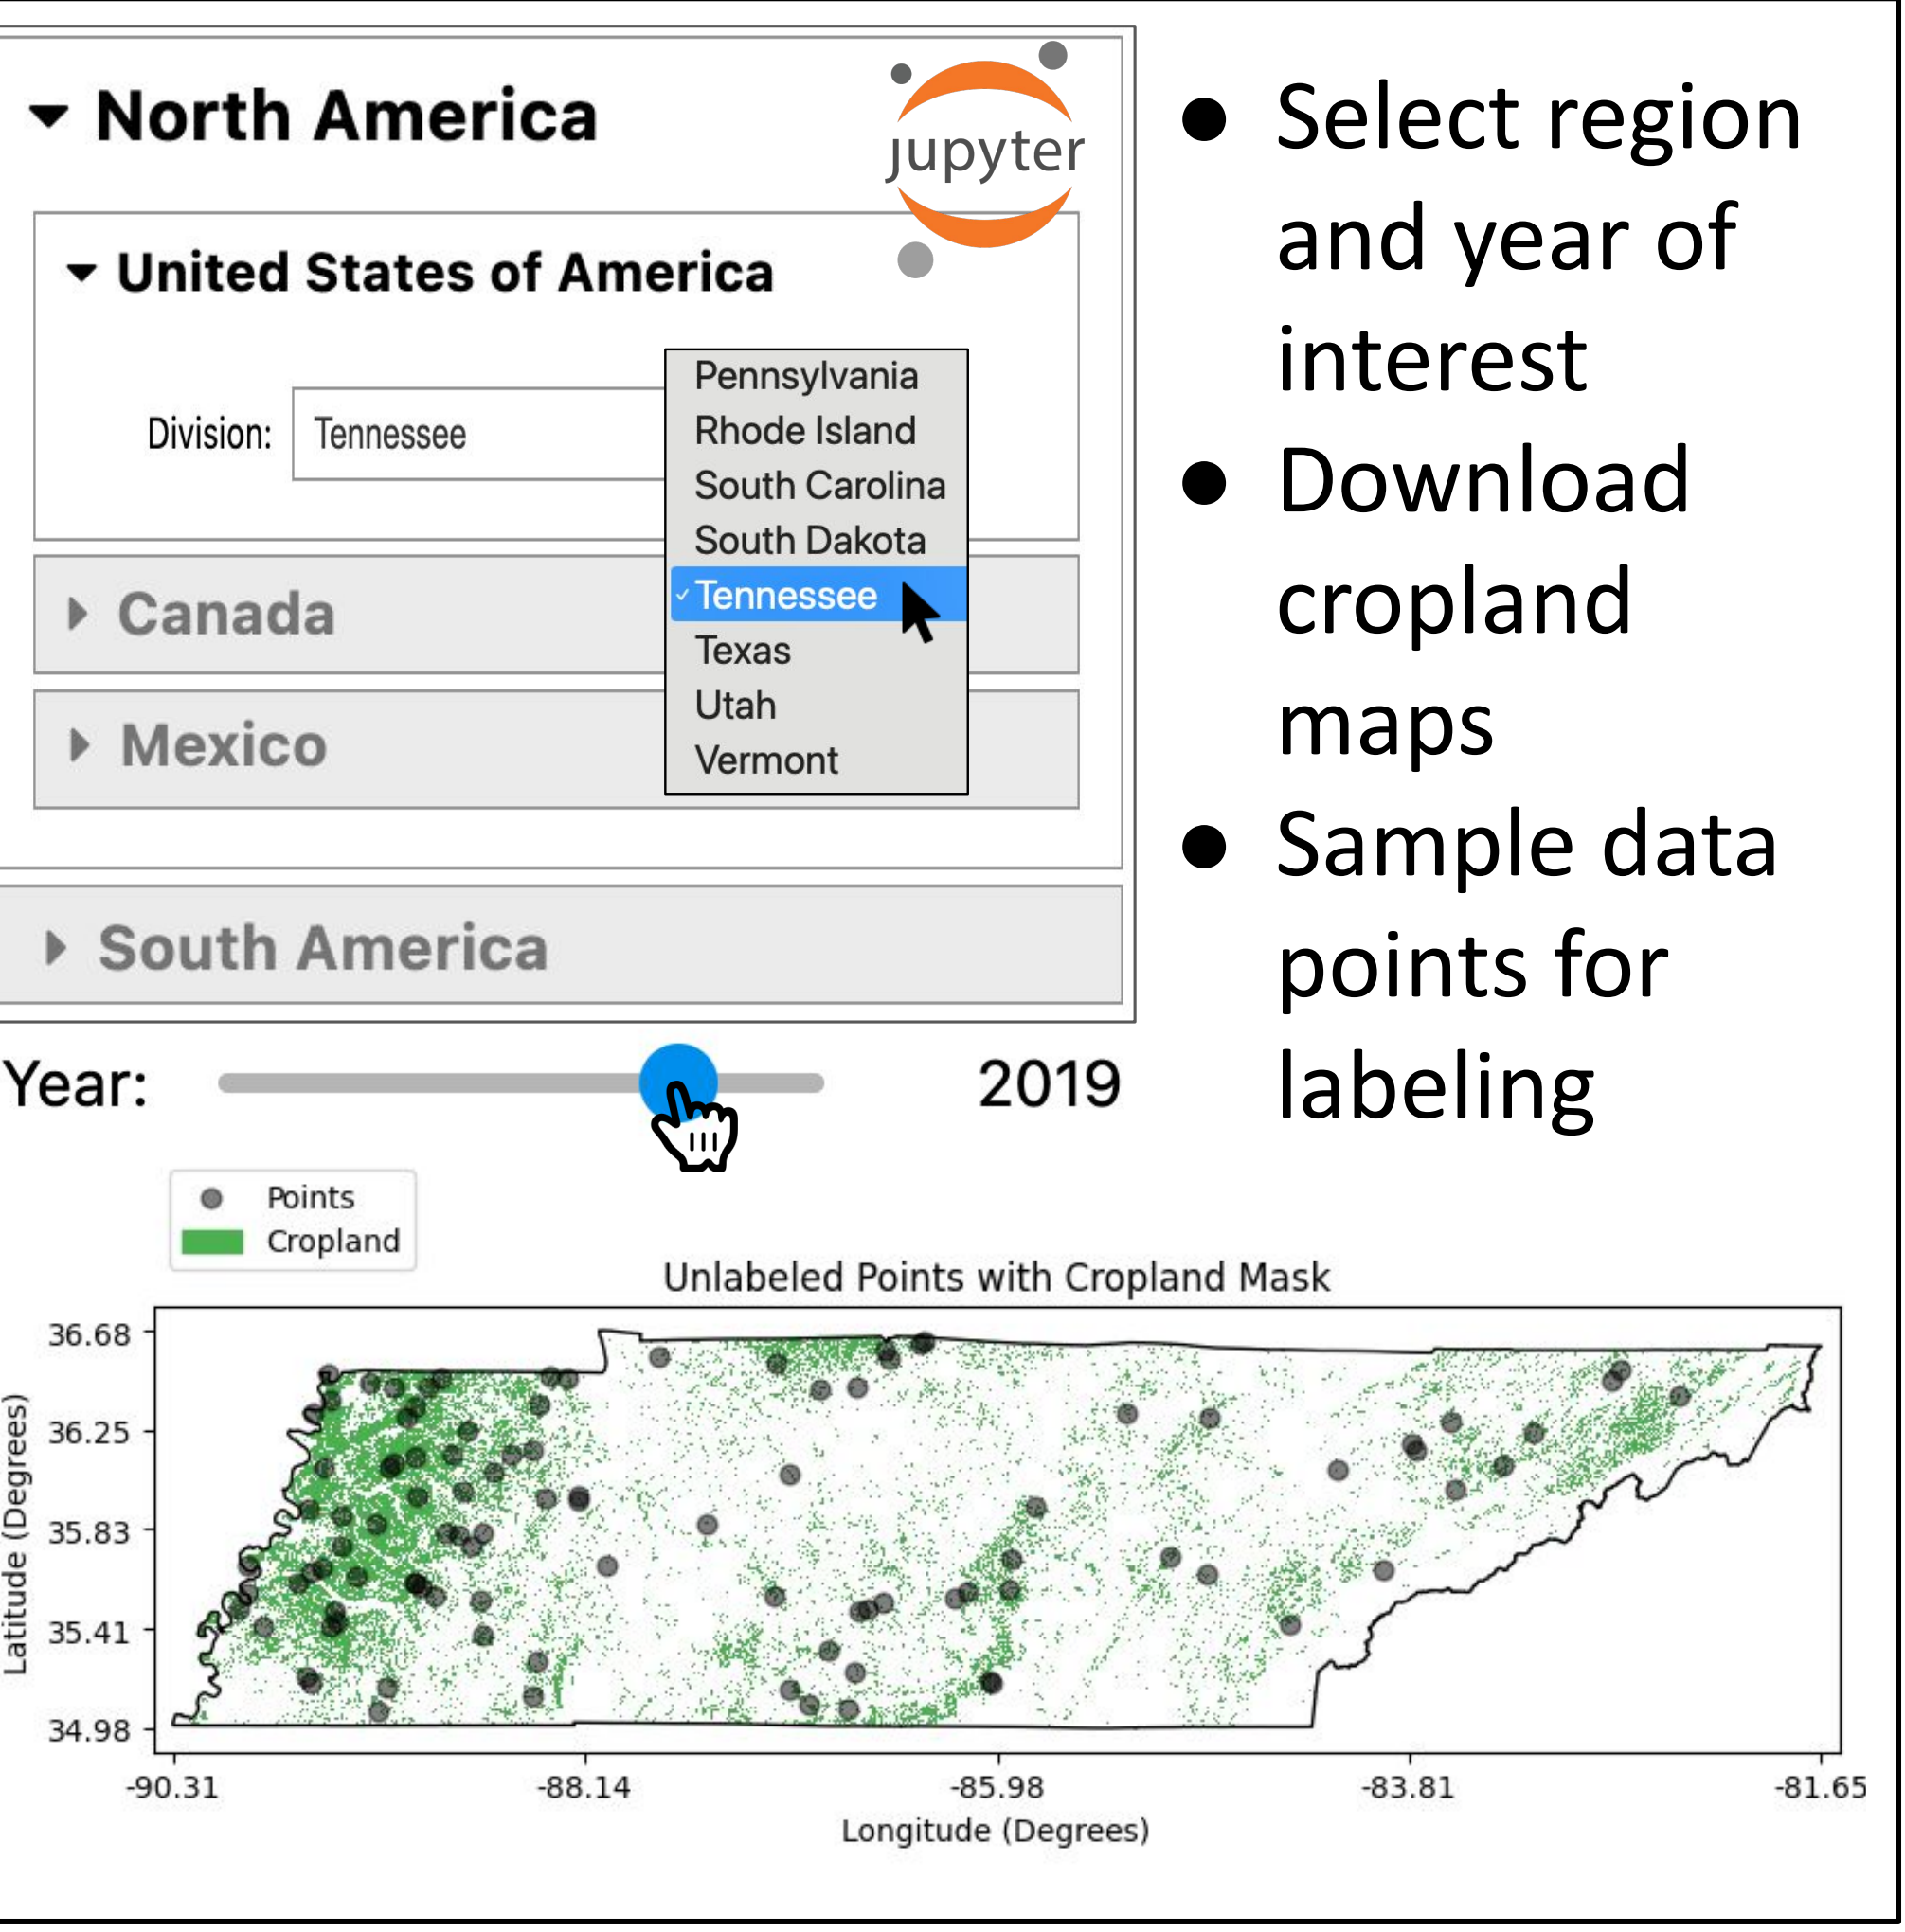 North America
jupyter
United States of America
Division:
Tennessee
Pennsylvania
Rhode Island
South Carolina
South Dakota
✓ Tennessee
Texas
Utah
Vermont
Canada
Mexico
South America
Year:
2019
● Select region
and year of
interest
● Download
cropland
maps
● Sample data
points for
labeling
Points
Cropland
Unlabeled Points with Cropland Mask
Latitude (Degrees)
36.68
36.25
35.83
35.41
34.98
-90.31
-88.14
-85.98
-83.81
-81.65
Longitude (Degrees)